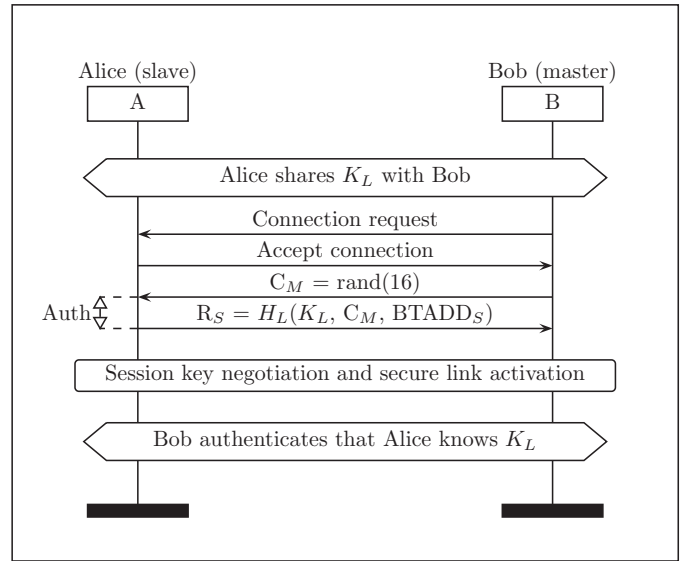 Alice (slave)
Bob (master)
A
B
Alice shares K_L with Bob
Connection request
Accept connection
C_M = rand(16)
Auth
R_S = H_L(K_L, C_M, BTADD_S)
Session key negotiation and secure link activation
Bob authenticates that Alice knows K_L